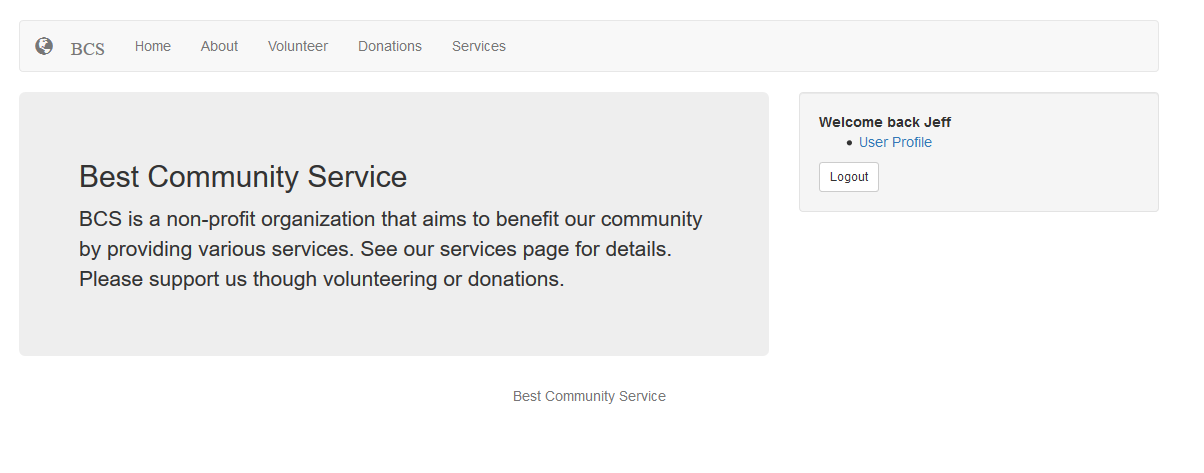 BCS Home About Volunteer Donations Services
Best Community Service
BCS is a non-profit organization that aims to benefit our community
by providing various services. See our services page for details.
Please support us though volunteering or donations.
Welcome back Jeff
User Profile
Logout
Best Community Service